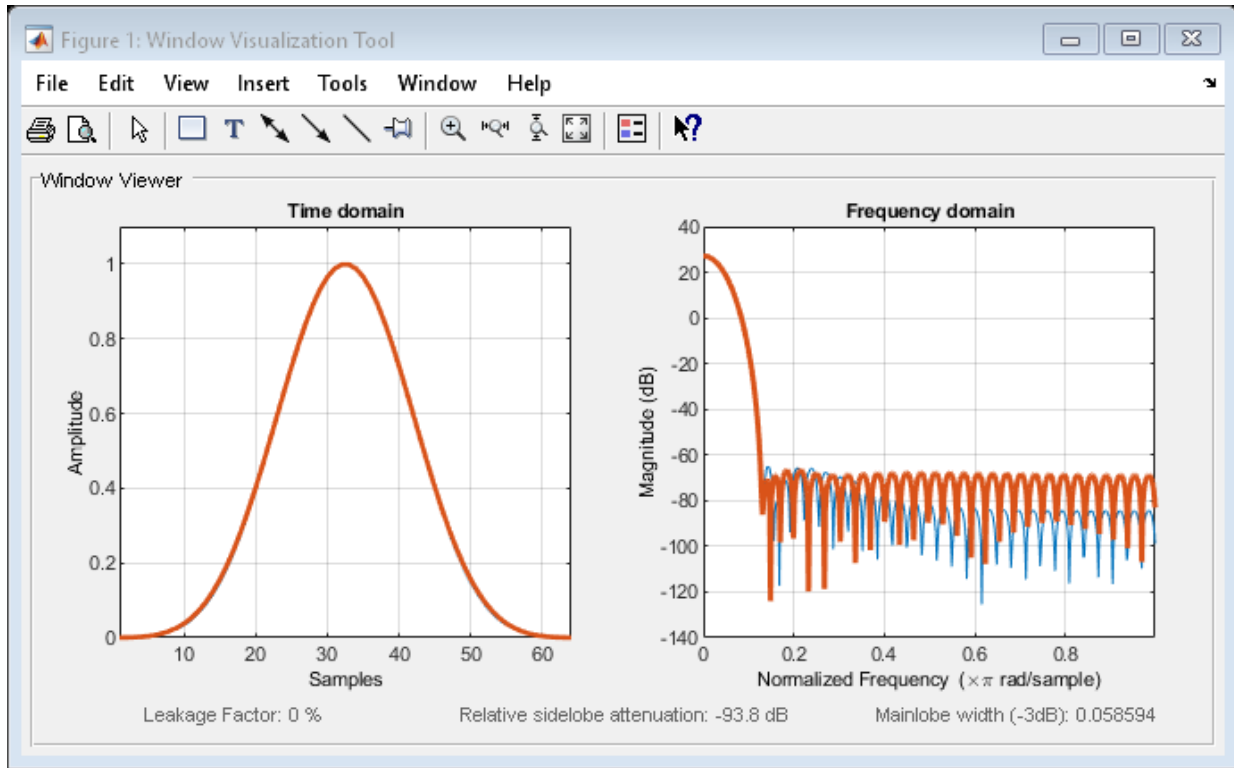 Figure 1: Window Visualization Tool
File Edit View Insert Tools Window Help
T
?
Window Viewer
Time domain
Amplitude
1
0.8
0.6
0.4
0.2
0
10 20 30 40 50 60
Samples
Frequency domain
Magnitude (dB)
40
20
0
-20
-40
-60
-80
-100
-120
-140
0 0.2 0.4 0.6 0.8
Normalized Frequency (×π rad/sample)
Leakage Factor: 0 % Relative sidelobe attenuation: -93.8 dB Mainlobe width (-3dB): 0.058594